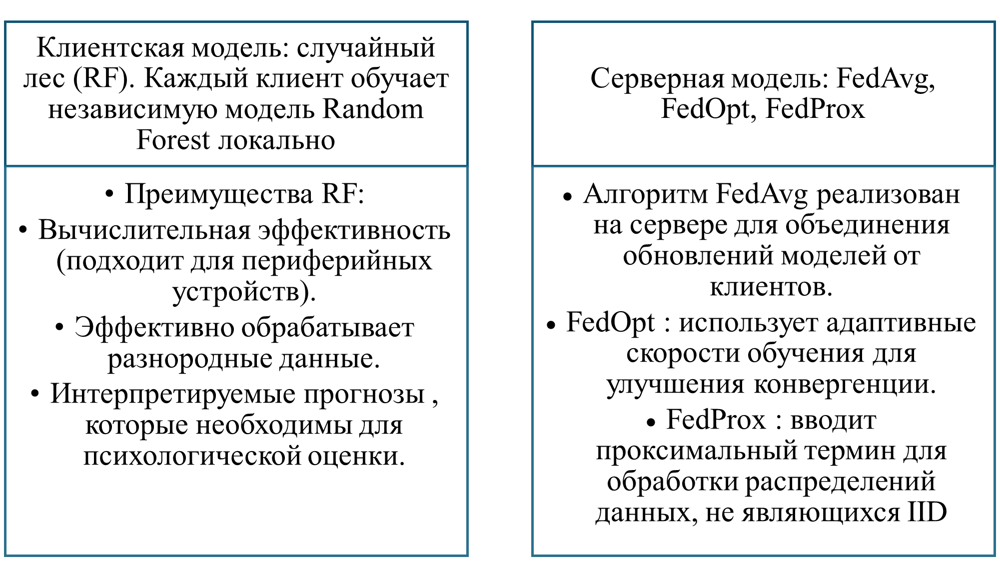 Клиентская модель: случайный
лес (RF). Каждый клиент обучает
независимую модель Random
Forest локально
• Преимущества RF:
• Вычислительная эффективность
(подходит для периферийных
устройств).
• Эффективно обрабатывает
разнородные данные.
• Интерпретируемые прогнозы ,
которые необходимы для
психологической оценки.
Серверная модель: FedAvg,
FedOpt, FedProx
• Алгоритм FedAvg реализован
на сервере для объединения
обновлений моделей от
клиентов.
• FedOpt : использует адаптивные
скорости обучения для
улучшения конвергенции.
• FedProx : вводит
проксимальный термин для
обработки распределений
данных, не являющихся IID